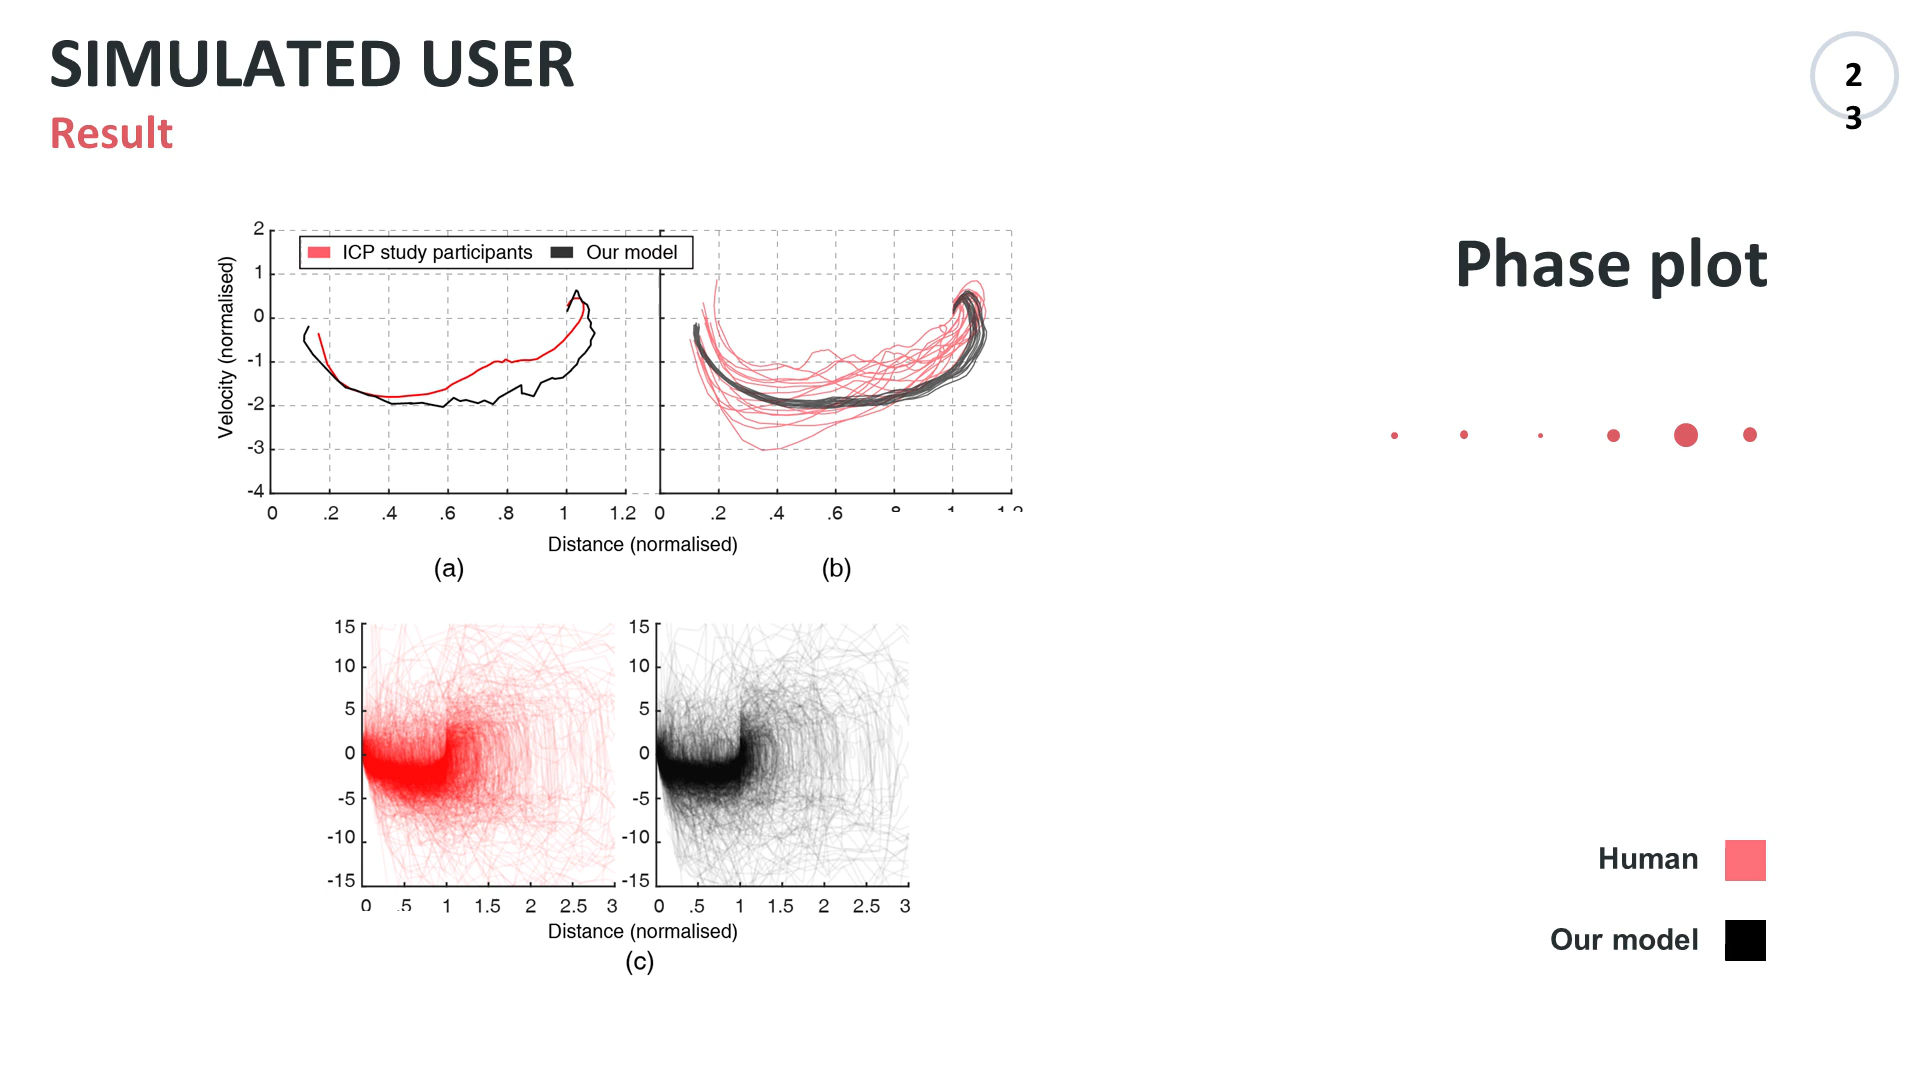 SIMULATED USER
Result
2
3
Phase plot
ICP study participants Our model
2
1
0
-1
-2
-3
-4
Velocity (normalised)
0 .2 .4 .6 .8 1 1.2 0 .2 .4 .6
Distance (normalised)
(a) (b)
15 15
10 10
5 5
0 0
-5 -5
-10 -10
-15 -15
0 .5 1 1.5 2 2.5 3 0 .5 1 1.5 2 2.5 3
Distance (normalised)
(c)
Human
Our model